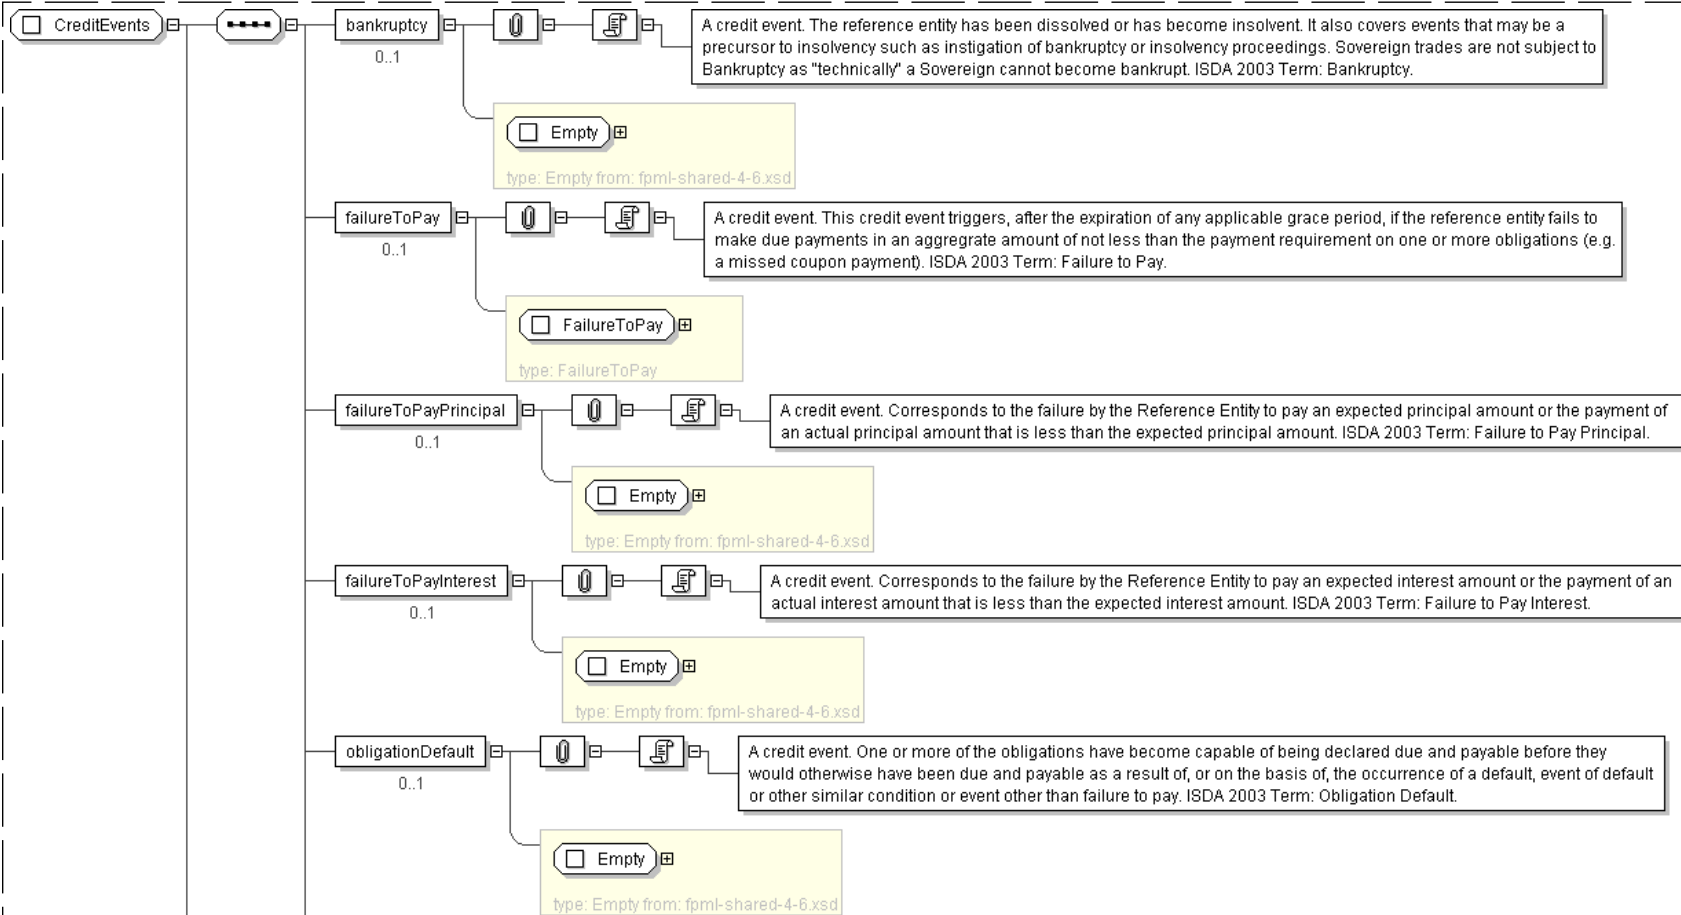 CreditEvents
bankruptcy
0..1
A credit event. The reference entity has been dissolved or has become insolvent. It also covers events that may be a
precursor to insolvency such as instigation of bankruptcy or insolvency proceedings. Sovereign trades are not subject to
Bankruptcy as "technically" a Sovereign cannot become bankrupt. ISDA 2003 Term: Bankruptcy.
Empty
type: Empty from: fpml-shared-4-6.xsd
failureToPay
0..1
A credit event. This credit event triggers, after the expiration of any applicable grace period, if the reference entity fails to
make due payments in an aggregrate amount of not less than the payment requirement on one or more obligations (e.g.
a missed coupon payment). ISDA 2003 Term: Failure to Pay.
FailureToPay
type: FailureToPay
failureToPayPrincipal
0..1
A credit event. Corresponds to the failure by the Reference Entity to pay an expected principal amount or the payment of
an actual principal amount that is less than the expected principal amount. ISDA 2003 Term: Failure to Pay Principal.
Empty
type: Empty from: fpml-shared-4-6.xsd
failureToPayInterest
0..1
A credit event. Corresponds to the failure by the Reference Entity to pay an expected interest amount or the payment of an
actual interest amount that is less than the expected interest amount. ISDA 2003 Term: Failure to Pay Interest.
Empty
type: Empty from: fpml-shared-4-6.xsd
obligationDefault
0..1
A credit event. One or more of the obligations have become capable of being declared due and payable before they
would otherwise have been due and payable as a result of, or on the basis of, the occurrence of a default, event of default
or other similar condition or event other than failure to pay. ISDA 2003 Term: Obligation Default.
Empty
type: Empty from: fpml-shared-4-6.xsd